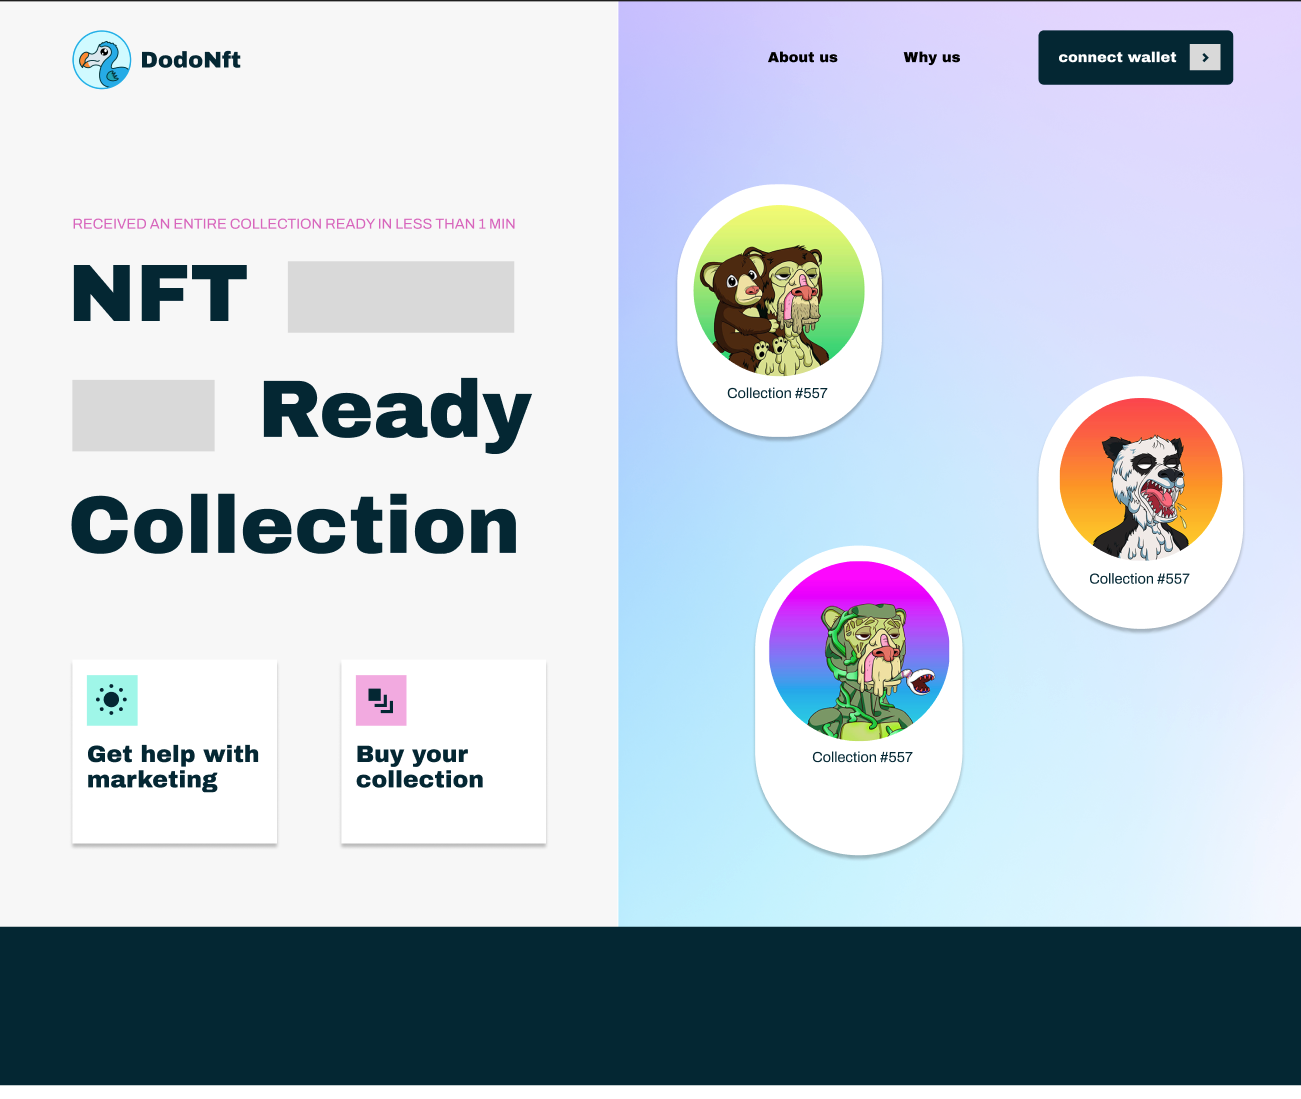 DodoNft
About us
Why us
connect wallet
RECEIVED AN ENTIRE COLLECTION READY IN LESS THAN 1 MIN
NFT
Ready
Collection
Collection #557
Collection #557
Collection #557
Get help with
marketing
Buy your
collection